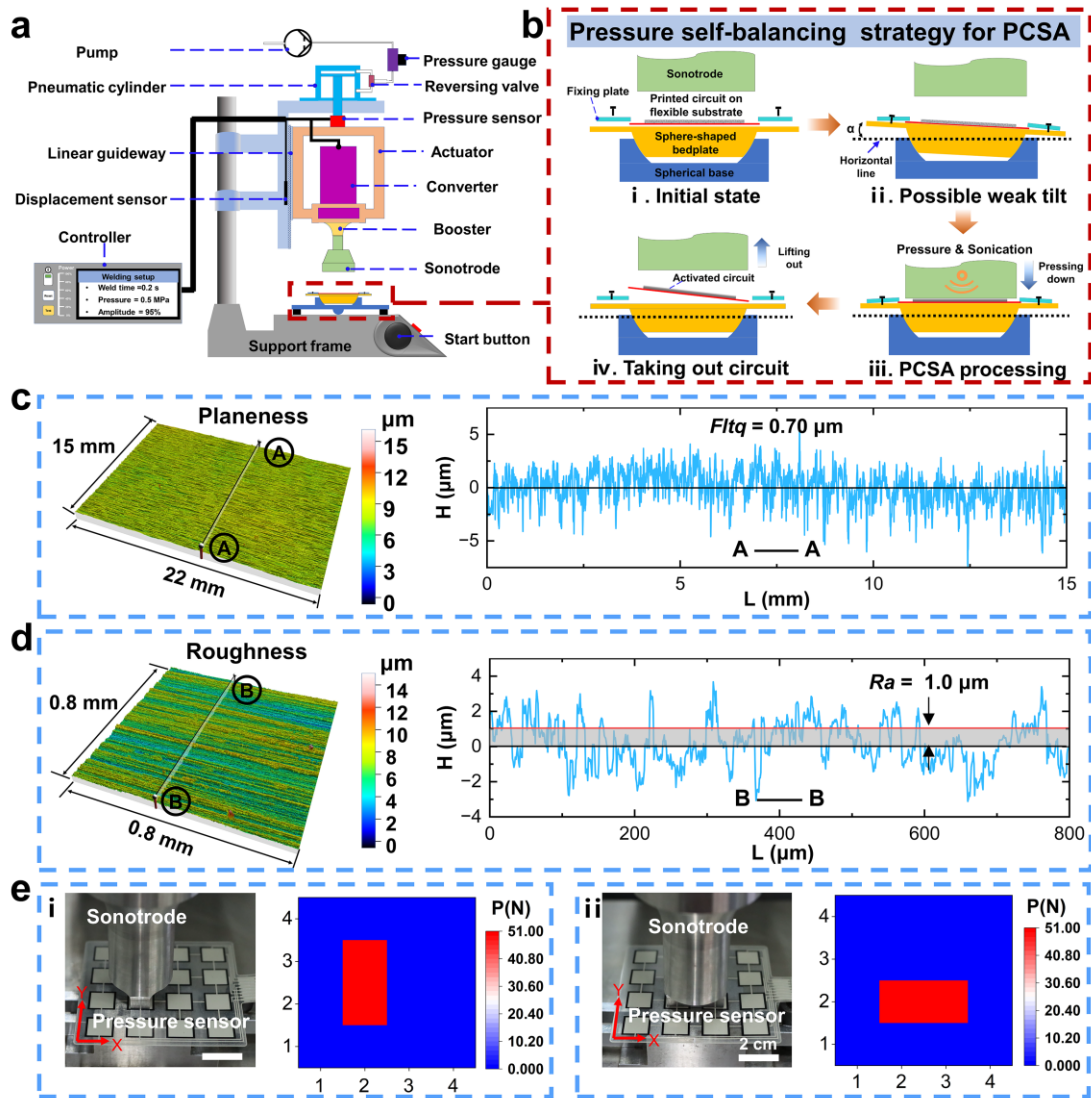 a
Pump
Pneumatic cylinder
Linear guideway
Displacement sensor
Controller
Power
Welding setup
• Weld time =0.2 s
• Pressure = 0.5 MPa
• Amplitude = 95%
Pressure gauge
Reversing valve
Pressure sensor
Actuator
Converter
Booster
Sonotrode
Support frame
Start button
b
Pressure self-balancing strategy for PCSA
Sonotrode
Fixing plate
Printed circuit on
flexible substrate
Sphere-shaped
bedplate
Spherical base
i . Initial state
α
Horizontal
line
ii. Possible weak tilt
Pressure & Sonication
Pressing
down
iii. PCSA processing
Lifting
out
Activated circuit
iv. Taking out circuit
c
Planeness
15 mm
22 mm
A
A
µm
15
12
9
6
3
0
Fltq = 0.70 µm
H (µm)
5
0
−5
A — A
0 5 10 15
L (mm)
d
Roughness
0.8 mm
0.8 mm
B
B
µm
14
12
10
8
6
4
2
0
Ra = 1.0 µm
H (µm)
4
2
0
−2
−4
B — B
0 200 400 600 800
L (µm)
e
i
Sonotrode
Pressure sensor
Y
X
4
3
2
1
1 2 3 4
P(N)
51.00
40.80
30.60
20.40
10.20
0.000
ii
Sonotrode
Pressure sensor
Y
X
2 cm
4
3
2
1
1 2 3 4
P(N)
51.00
40.80
30.60
20.40
10.20
0.000